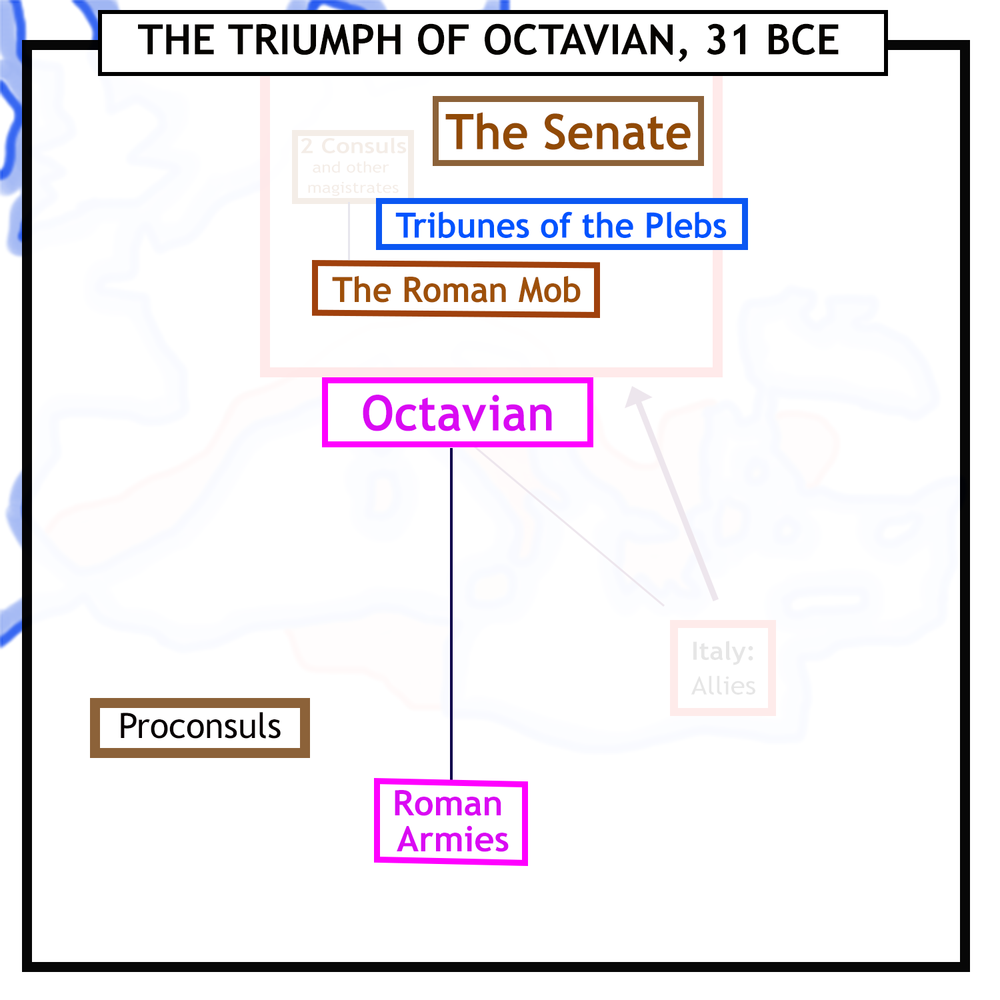 THE TRIUMPH OF OCTAVIAN, 31 BCE
The Senate
2 Consuls
and other
magistrates
Tribunes of the Plebs
The Roman Mob
Octavian
Italy:
Allies
Proconsuls
Roman
Armies